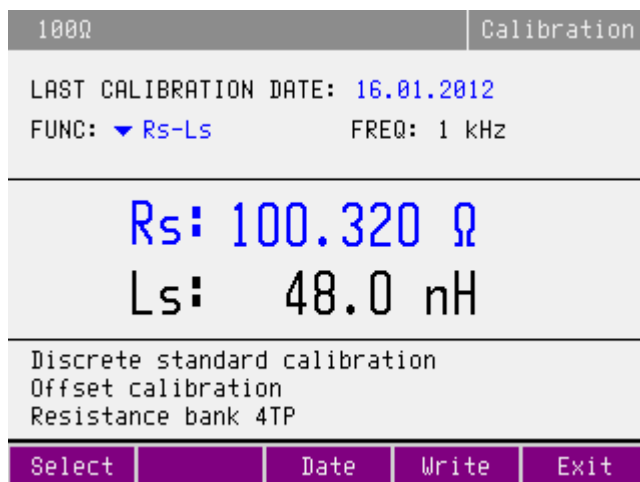 100Ω Calibration
LAST CALIBRATION DATE: 16.01.2012
FUNC: ▼ Rs-Ls FREQ: 1 kHz
Rs: 100.320 Ω
Ls: 48.0 nH
Discrete standard calibration
Offset calibration
Resistance bank 4TP
Select Date Write Exit